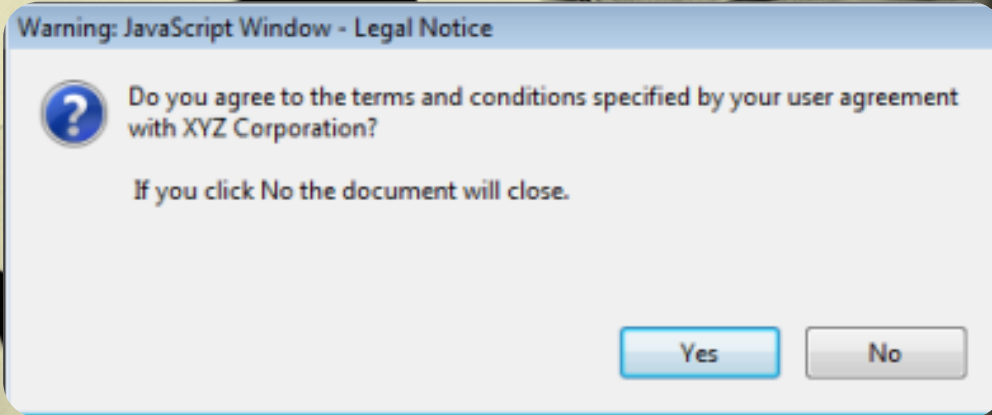 Warning: JavaScript Window - Legal Notice
Do you agree to the terms and conditions specified by your user agreement
with XYZ Corporation?
If you click No the document will close.
Yes
No